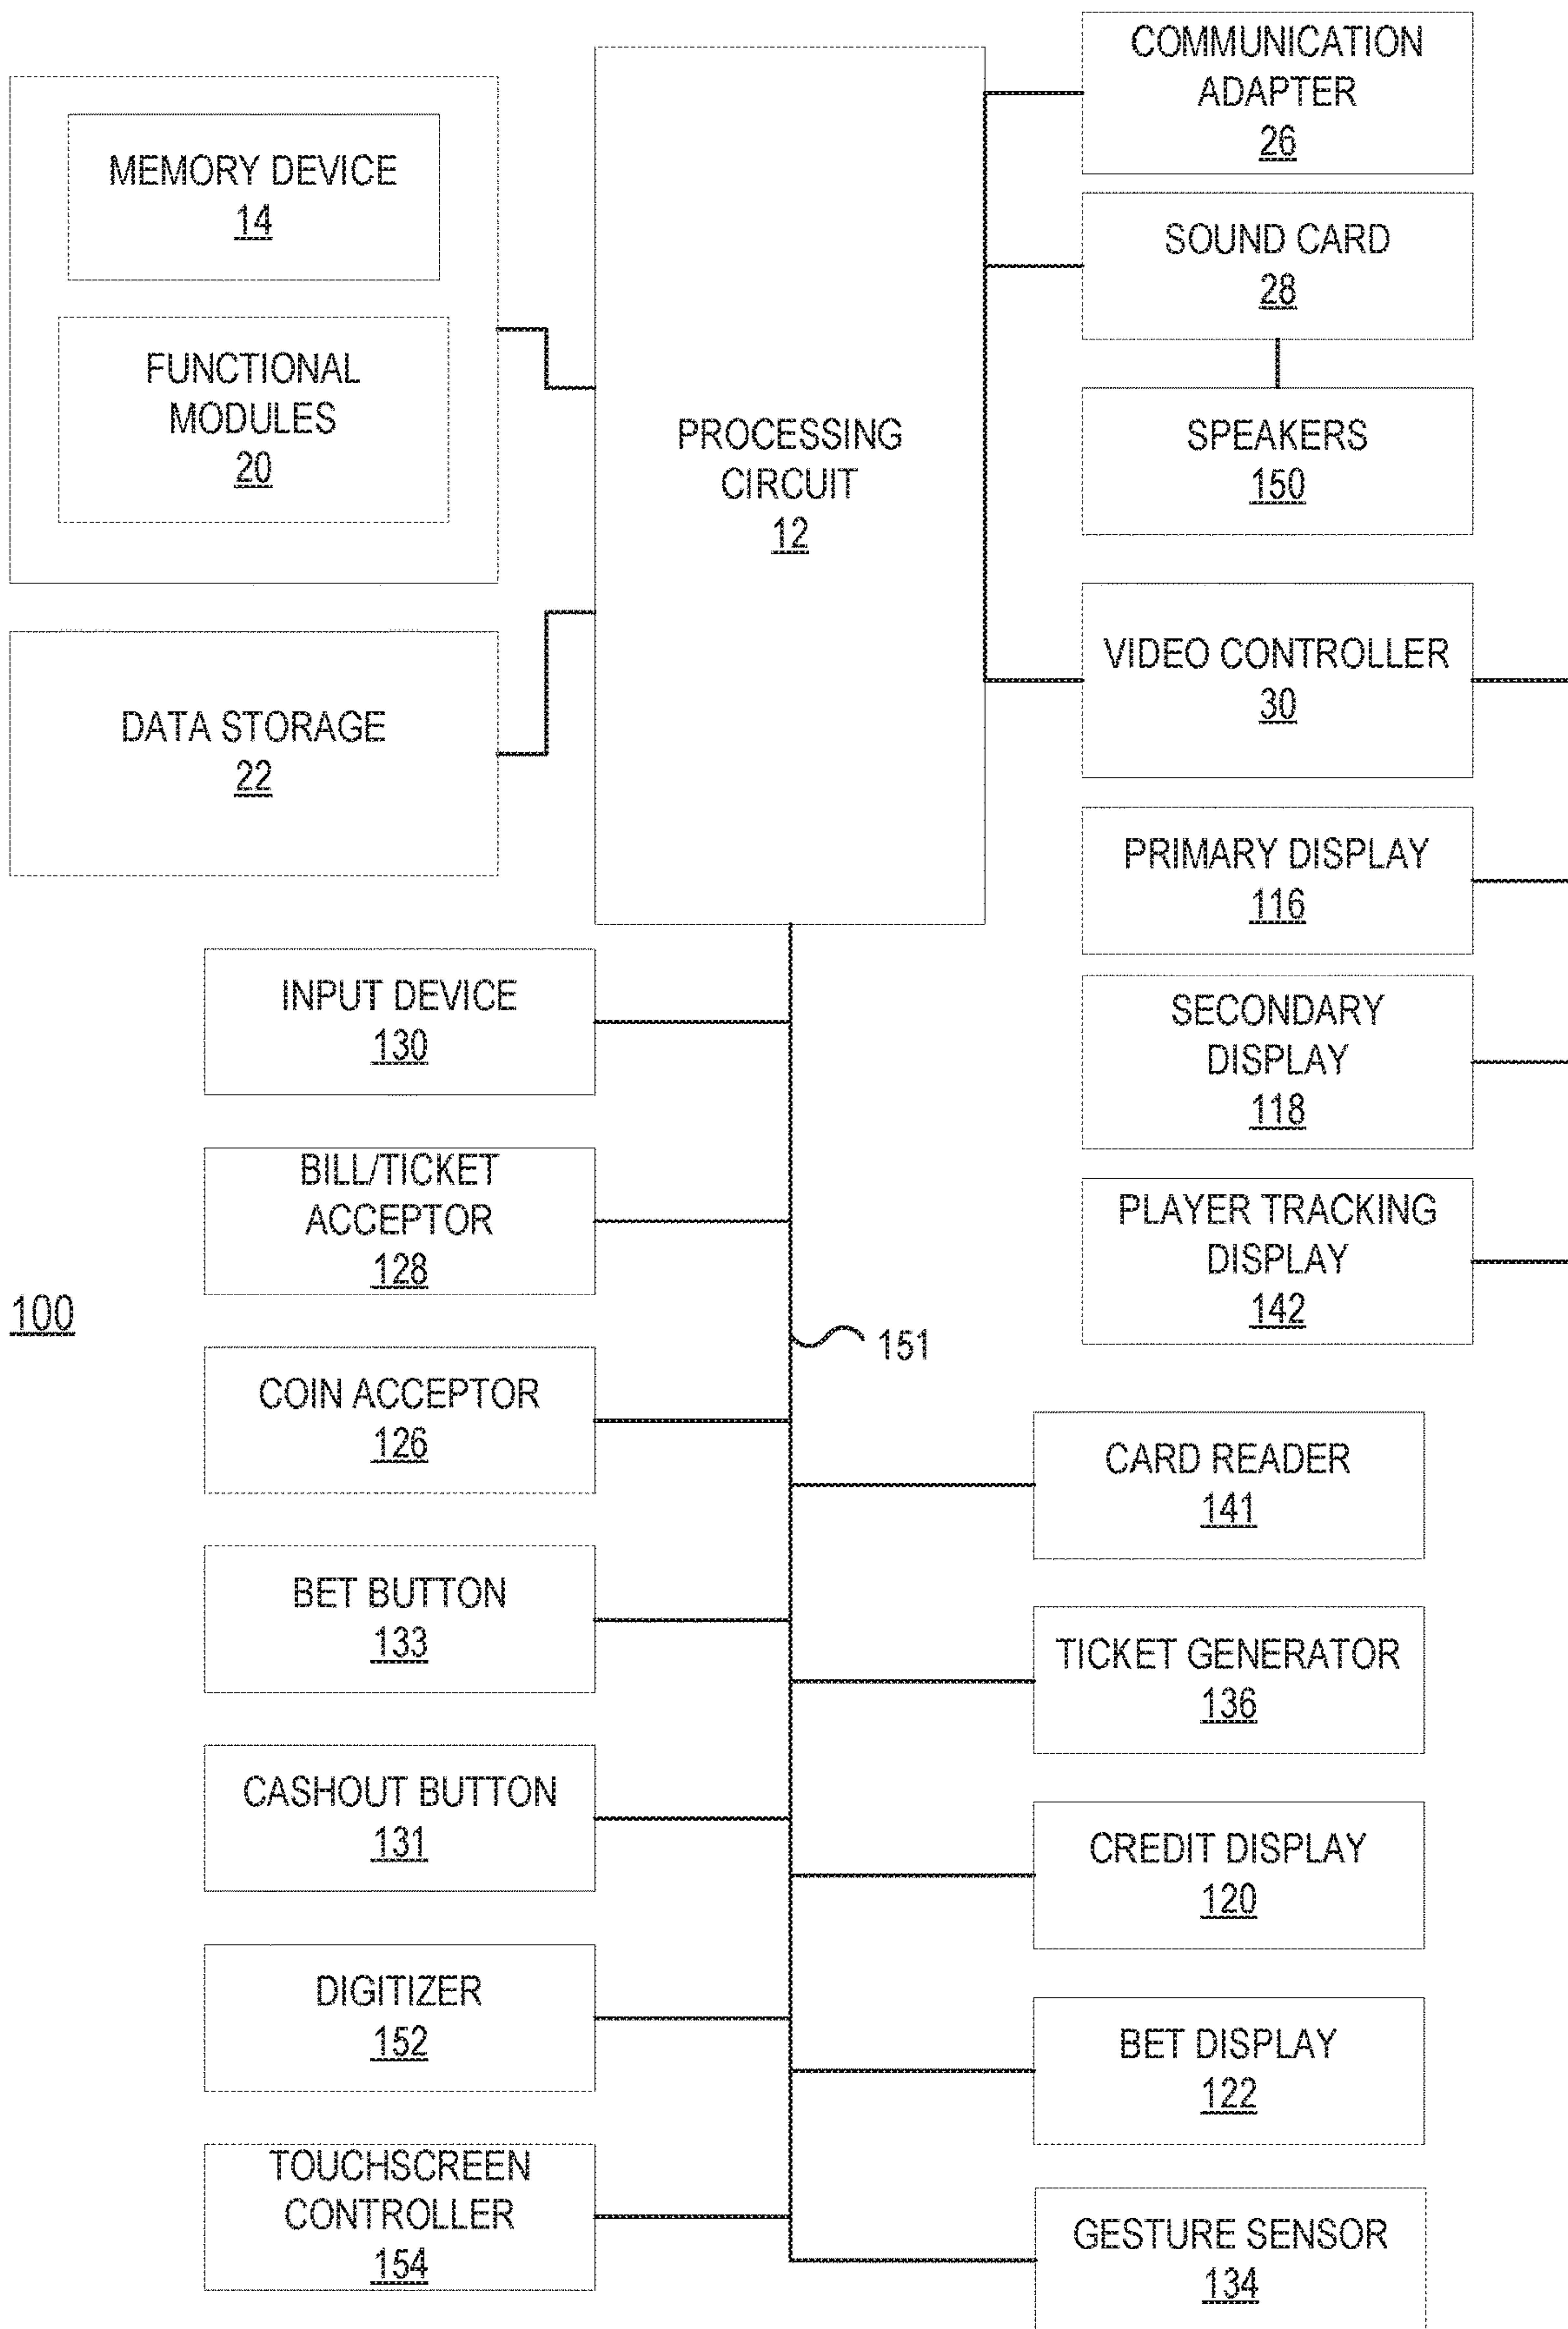 MEMORY DEVICE
14
FUNCTIONAL
MODULES
20
DATA STORAGE
22
PROCESSING
CIRCUIT
12
COMMUNICATION
ADAPTER
26
SOUND CARD
28
SPEAKERS
150
VIDEO CONTROLLER
30
PRIMARY DISPLAY
116
SECONDARY
DISPLAY
118
PLAYER TRACKING
DISPLAY
142
100
INPUT DEVICE
130
BILL/TICKET
ACCEPTOR
128
COIN ACCEPTOR
126
BET BUTTON
133
CASHOUT BUTTON
131
DIGITIZER
152
TOUCHSCREEN
CONTROLLER
154
151
CARD READER
141
TICKET GENERATOR
136
CREDIT DISPLAY
120
BET DISPLAY
122
GESTURE SENSOR
134